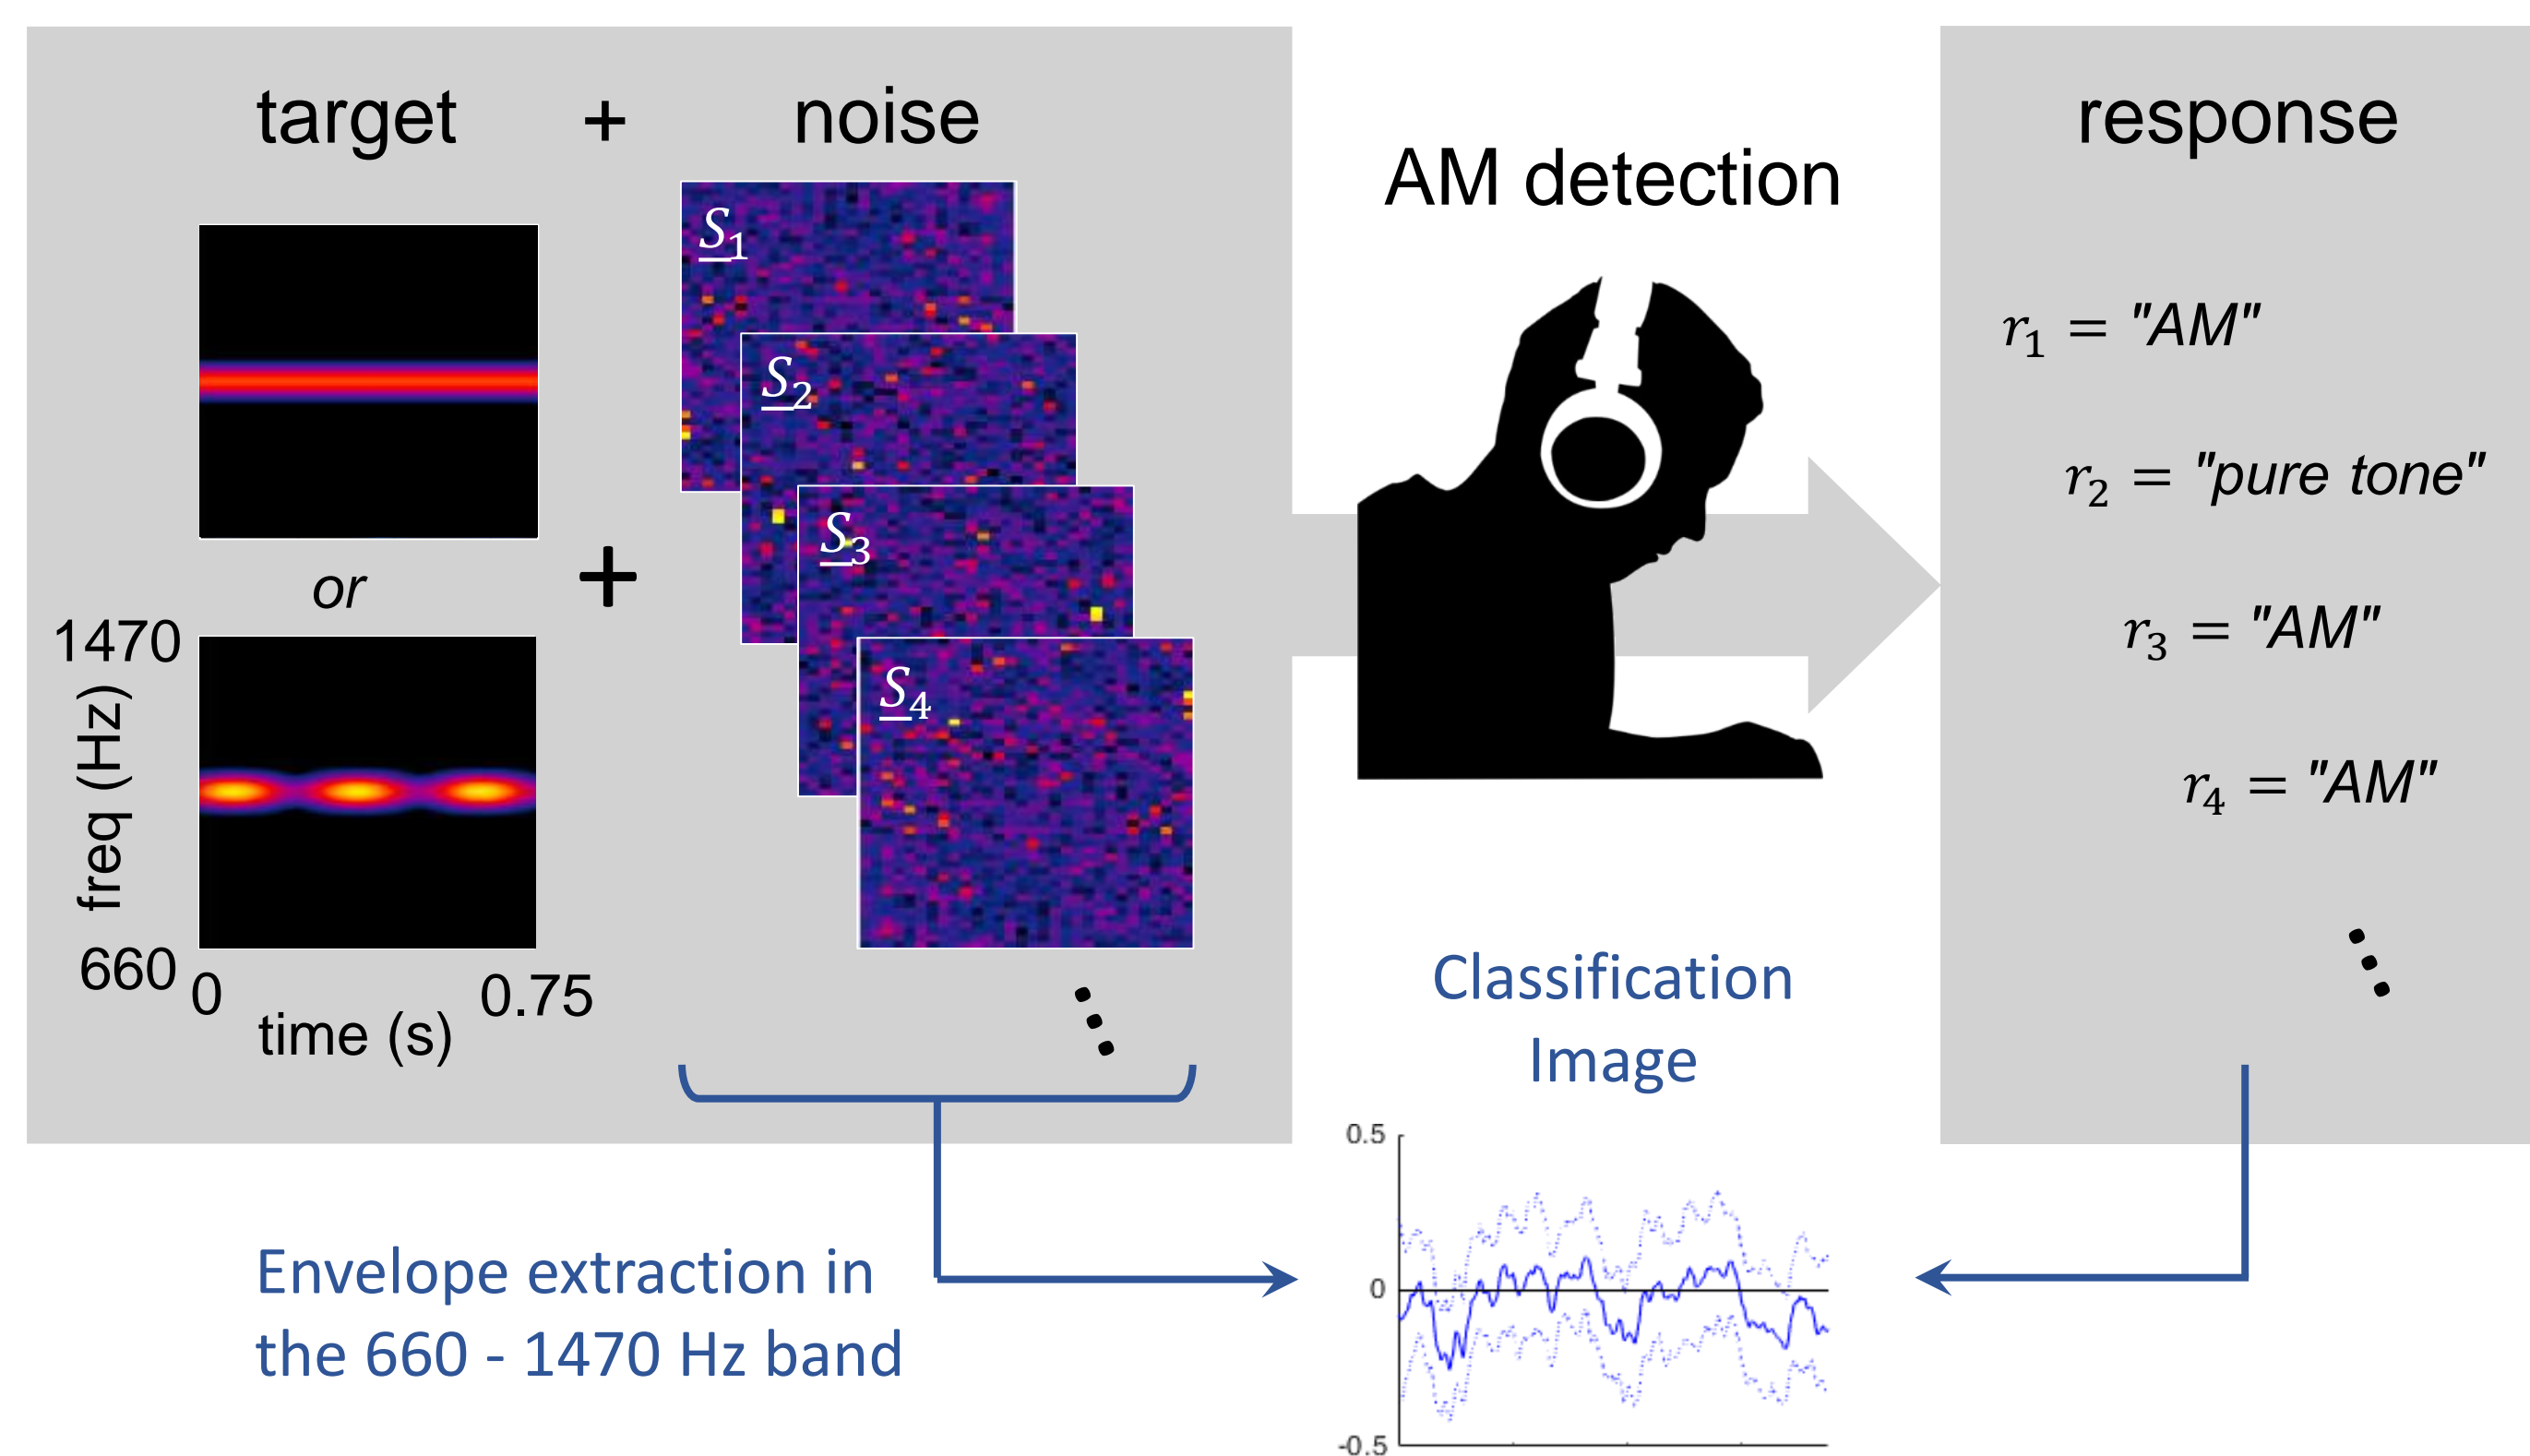 target + noise
AM detection
response
S1
S2
S3
S4
+
or
1470
freq (Hz)
660
0
0.75
time (s)
r1 = "AM"
r2 = "pure tone"
r3 = "AM"
r4 = "AM"
Classification
Image
0.5
0
-0.5
Envelope extraction in
the 660 - 1470 Hz band